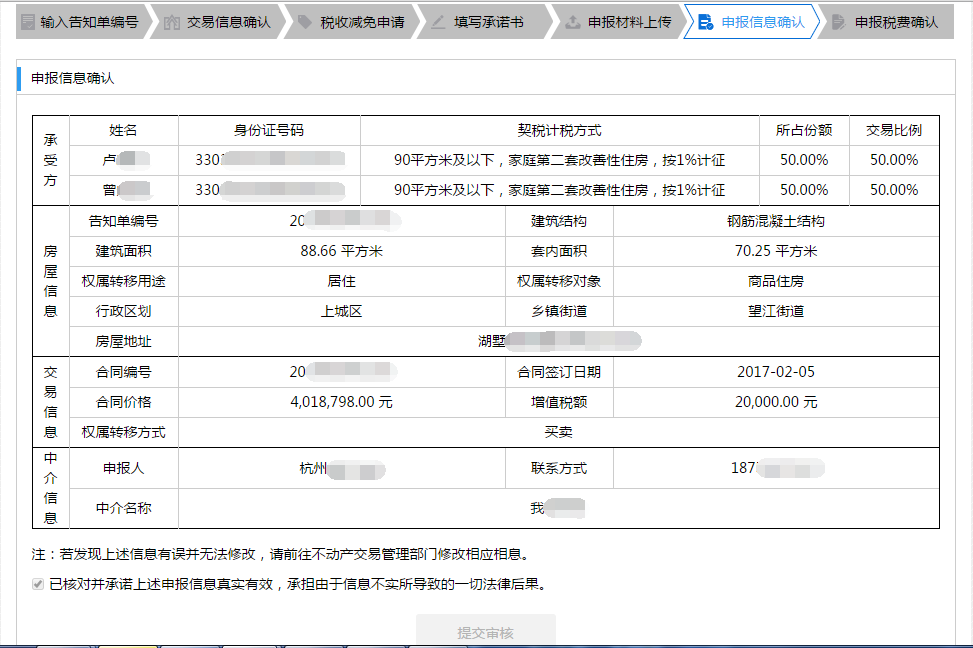 输入告知单编号 交易信息确认 税收减免申请 填写承诺书 申报材料上传 申报信息确认 申报税费确认
申报信息确认
承受方 姓名 身份证号码 契税计税方式 所占份额 交易比例
卢 330 90平方米及以下，家庭第二套改善性住房，按1%计征 50.00% 50.00%
曾 330 90平方米及以下，家庭第二套改善性住房，按1%计征 50.00% 50.00%
房屋信息 告知单编号 20 建筑结构 钢筋混凝土结构
建筑面积 88.66 平方米 套内面积 70.25 平方米
权属转移用途 居住 权属转移对象 商品住房
行政区划 上城区 乡镇街道 望江街道
房屋地址 湖墅
交易信息 合同编号 20 合同签订日期 2017-02-05
合同价格 4,018,798.00 元 增值税额 20,000.00 元
权属转移方式 买卖
中介信息 申报人 杭州 联系方式 187
中介名称 我
注：若发现上述信息有误并无法修改，请前往不动产交易管理部门修改相应相息。
已核对并承诺上述申报信息真实有效，承担由于信息不实所导致的一切法律后果。
提交审核